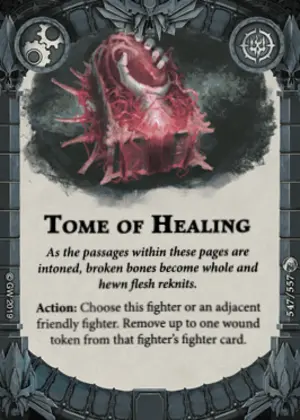 TOME OF HEALING
As the passages within these pages are
intoned, broken bones become whole and
hewn flesh reknits.
Action: Choose this fighter or an adjacent
friendly fighter. Remove up to one wound
token from that fighter's fighter card.
© GW 2019
547/557